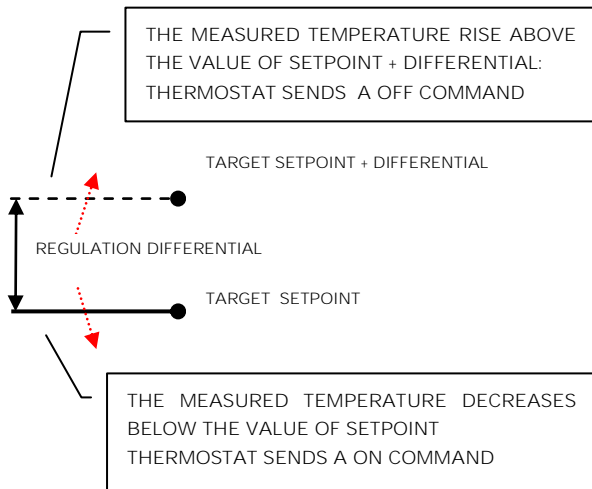 THE MEASURED TEMPERATURE RISE ABOVE
THE VALUE OF SETPOINT + DIFFERENTIAL:
THERMOSTAT SENDS A OFF COMMAND
TARGET SETPOINT + DIFFERENTIAL
REGULATION DIFFERENTIAL
TARGET SETPOINT
THE MEASURED TEMPERATURE DECREASES
BELOW THE VALUE OF SETPOINT
THERMOSTAT SENDS A ON COMMAND